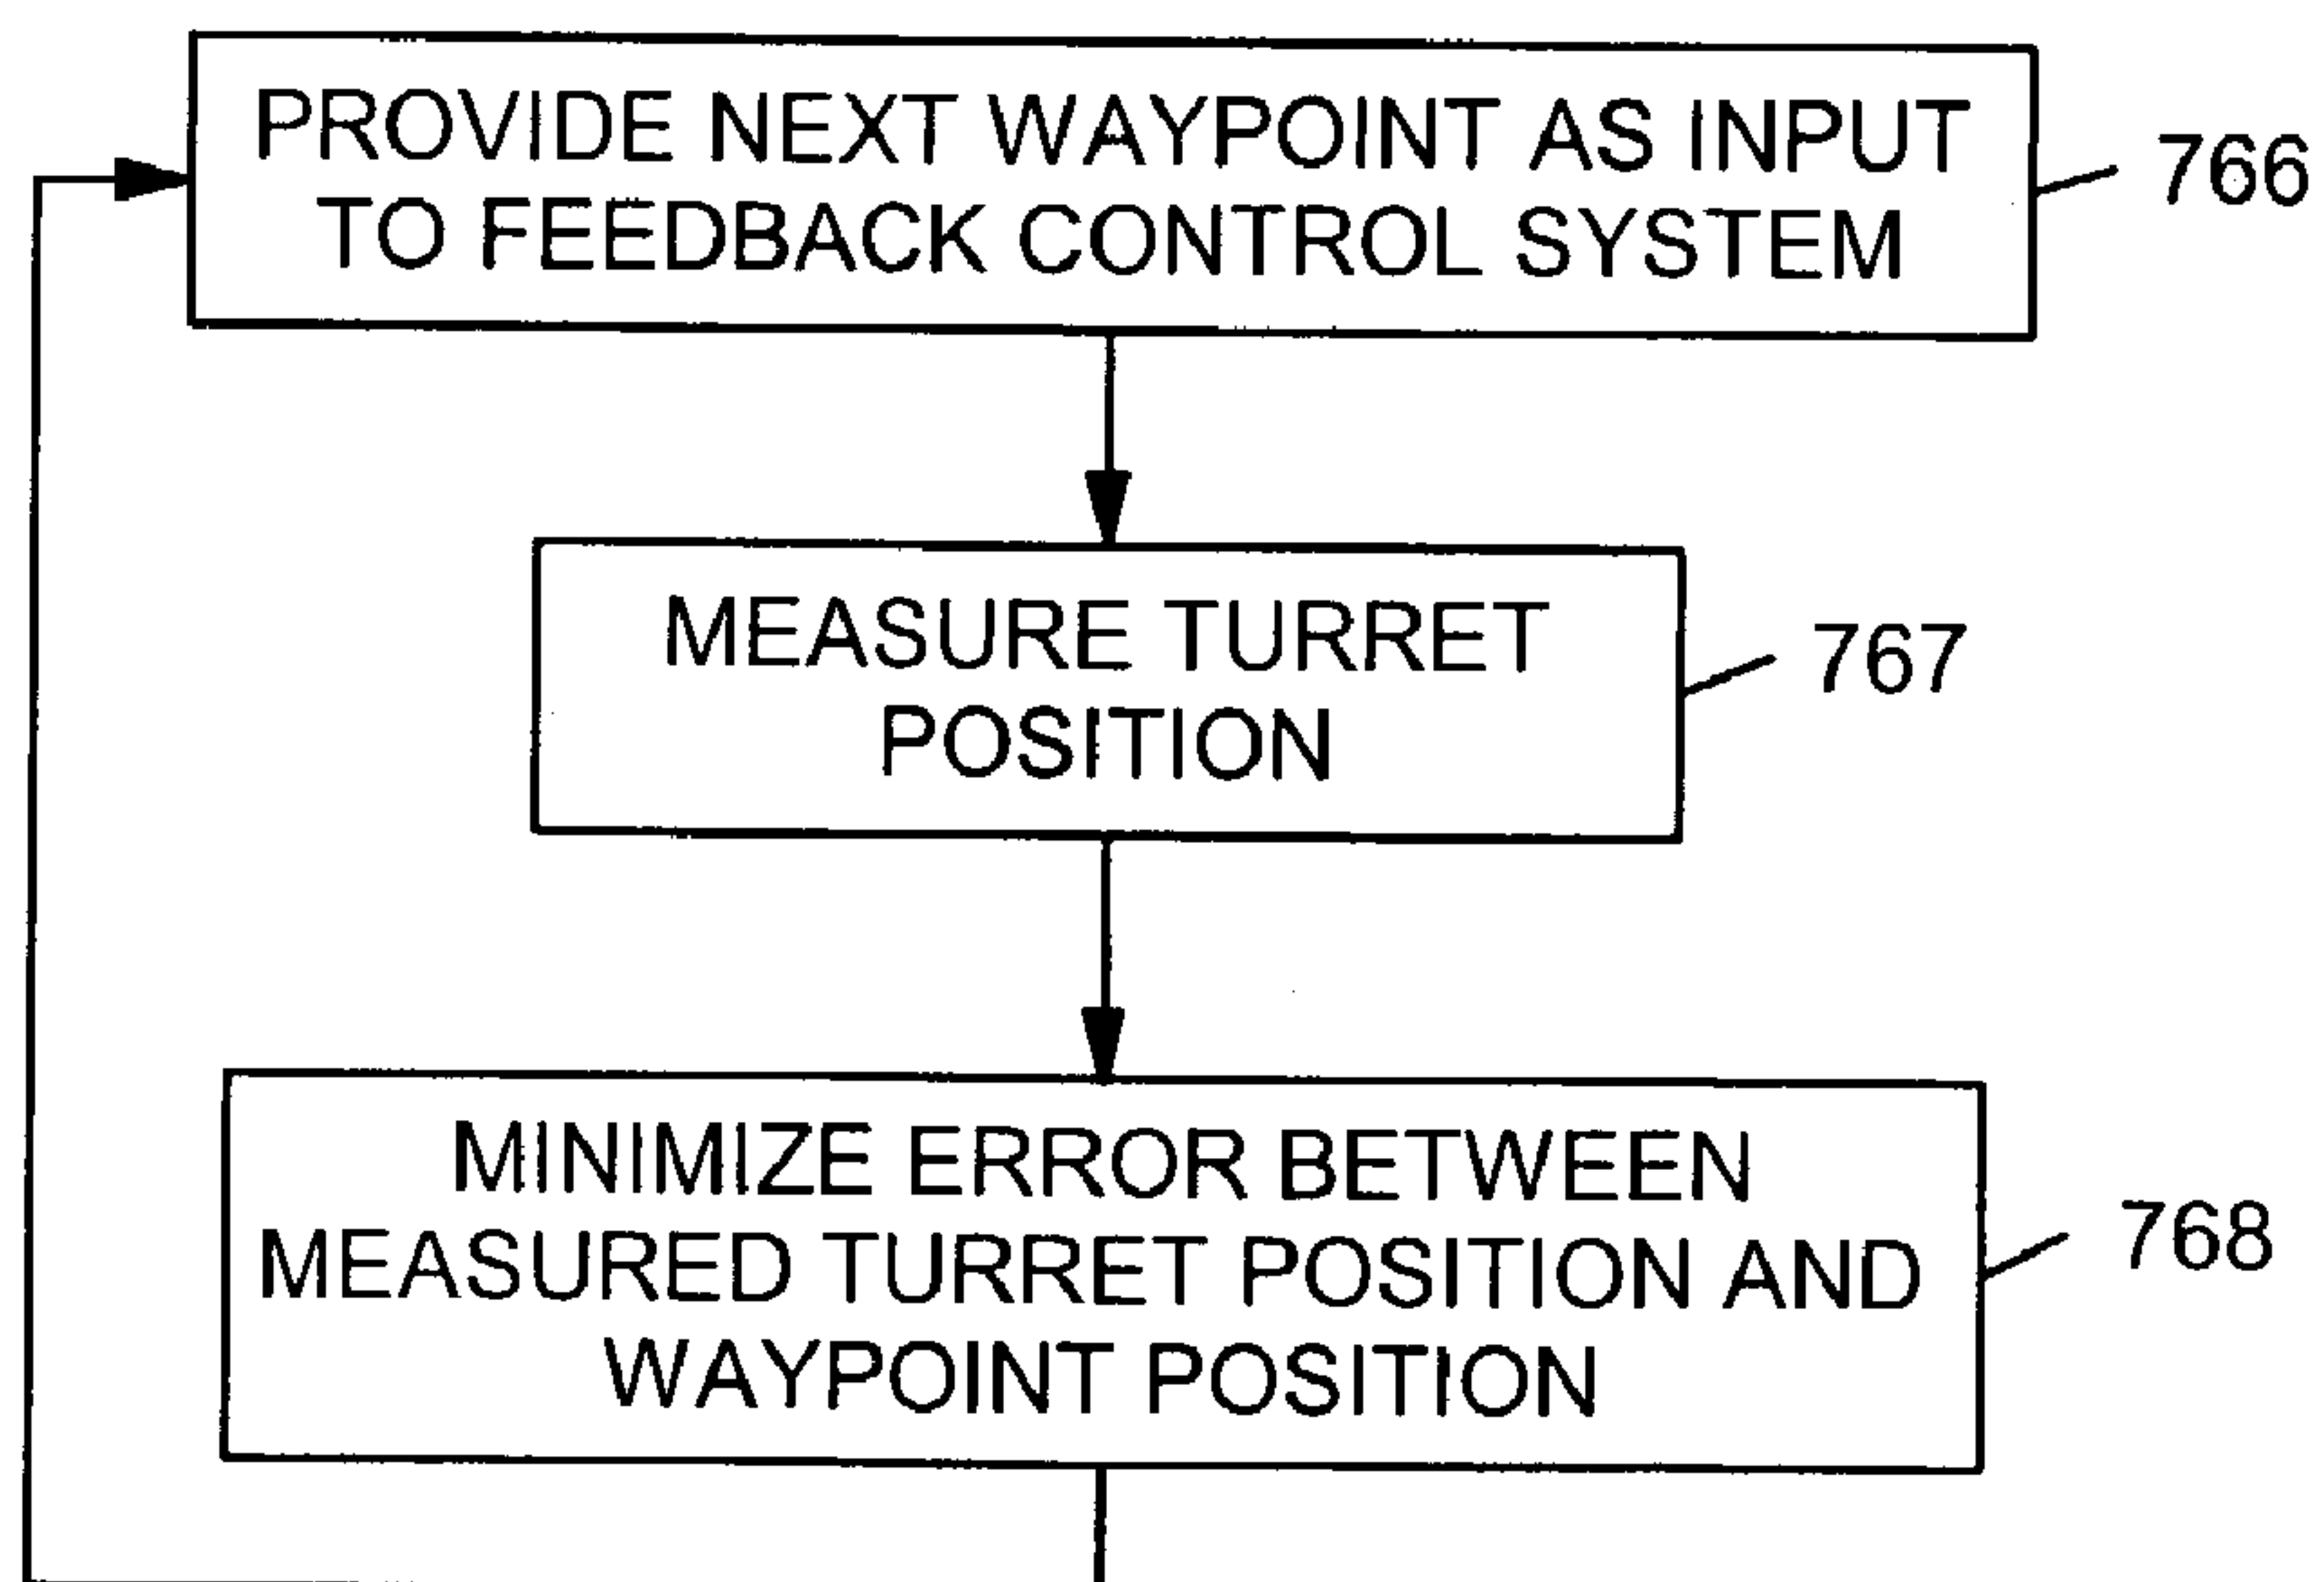 PROVIDE NEXT WAYPOINT AS INPUT
TO FEEDBACK CONTROL SYSTEM
766
MEASURE TURRET
POSITION
767
MINIMIZE ERROR BETWEEN
MEASURED TURRET POSITION AND
WAYPOINT POSITION
768